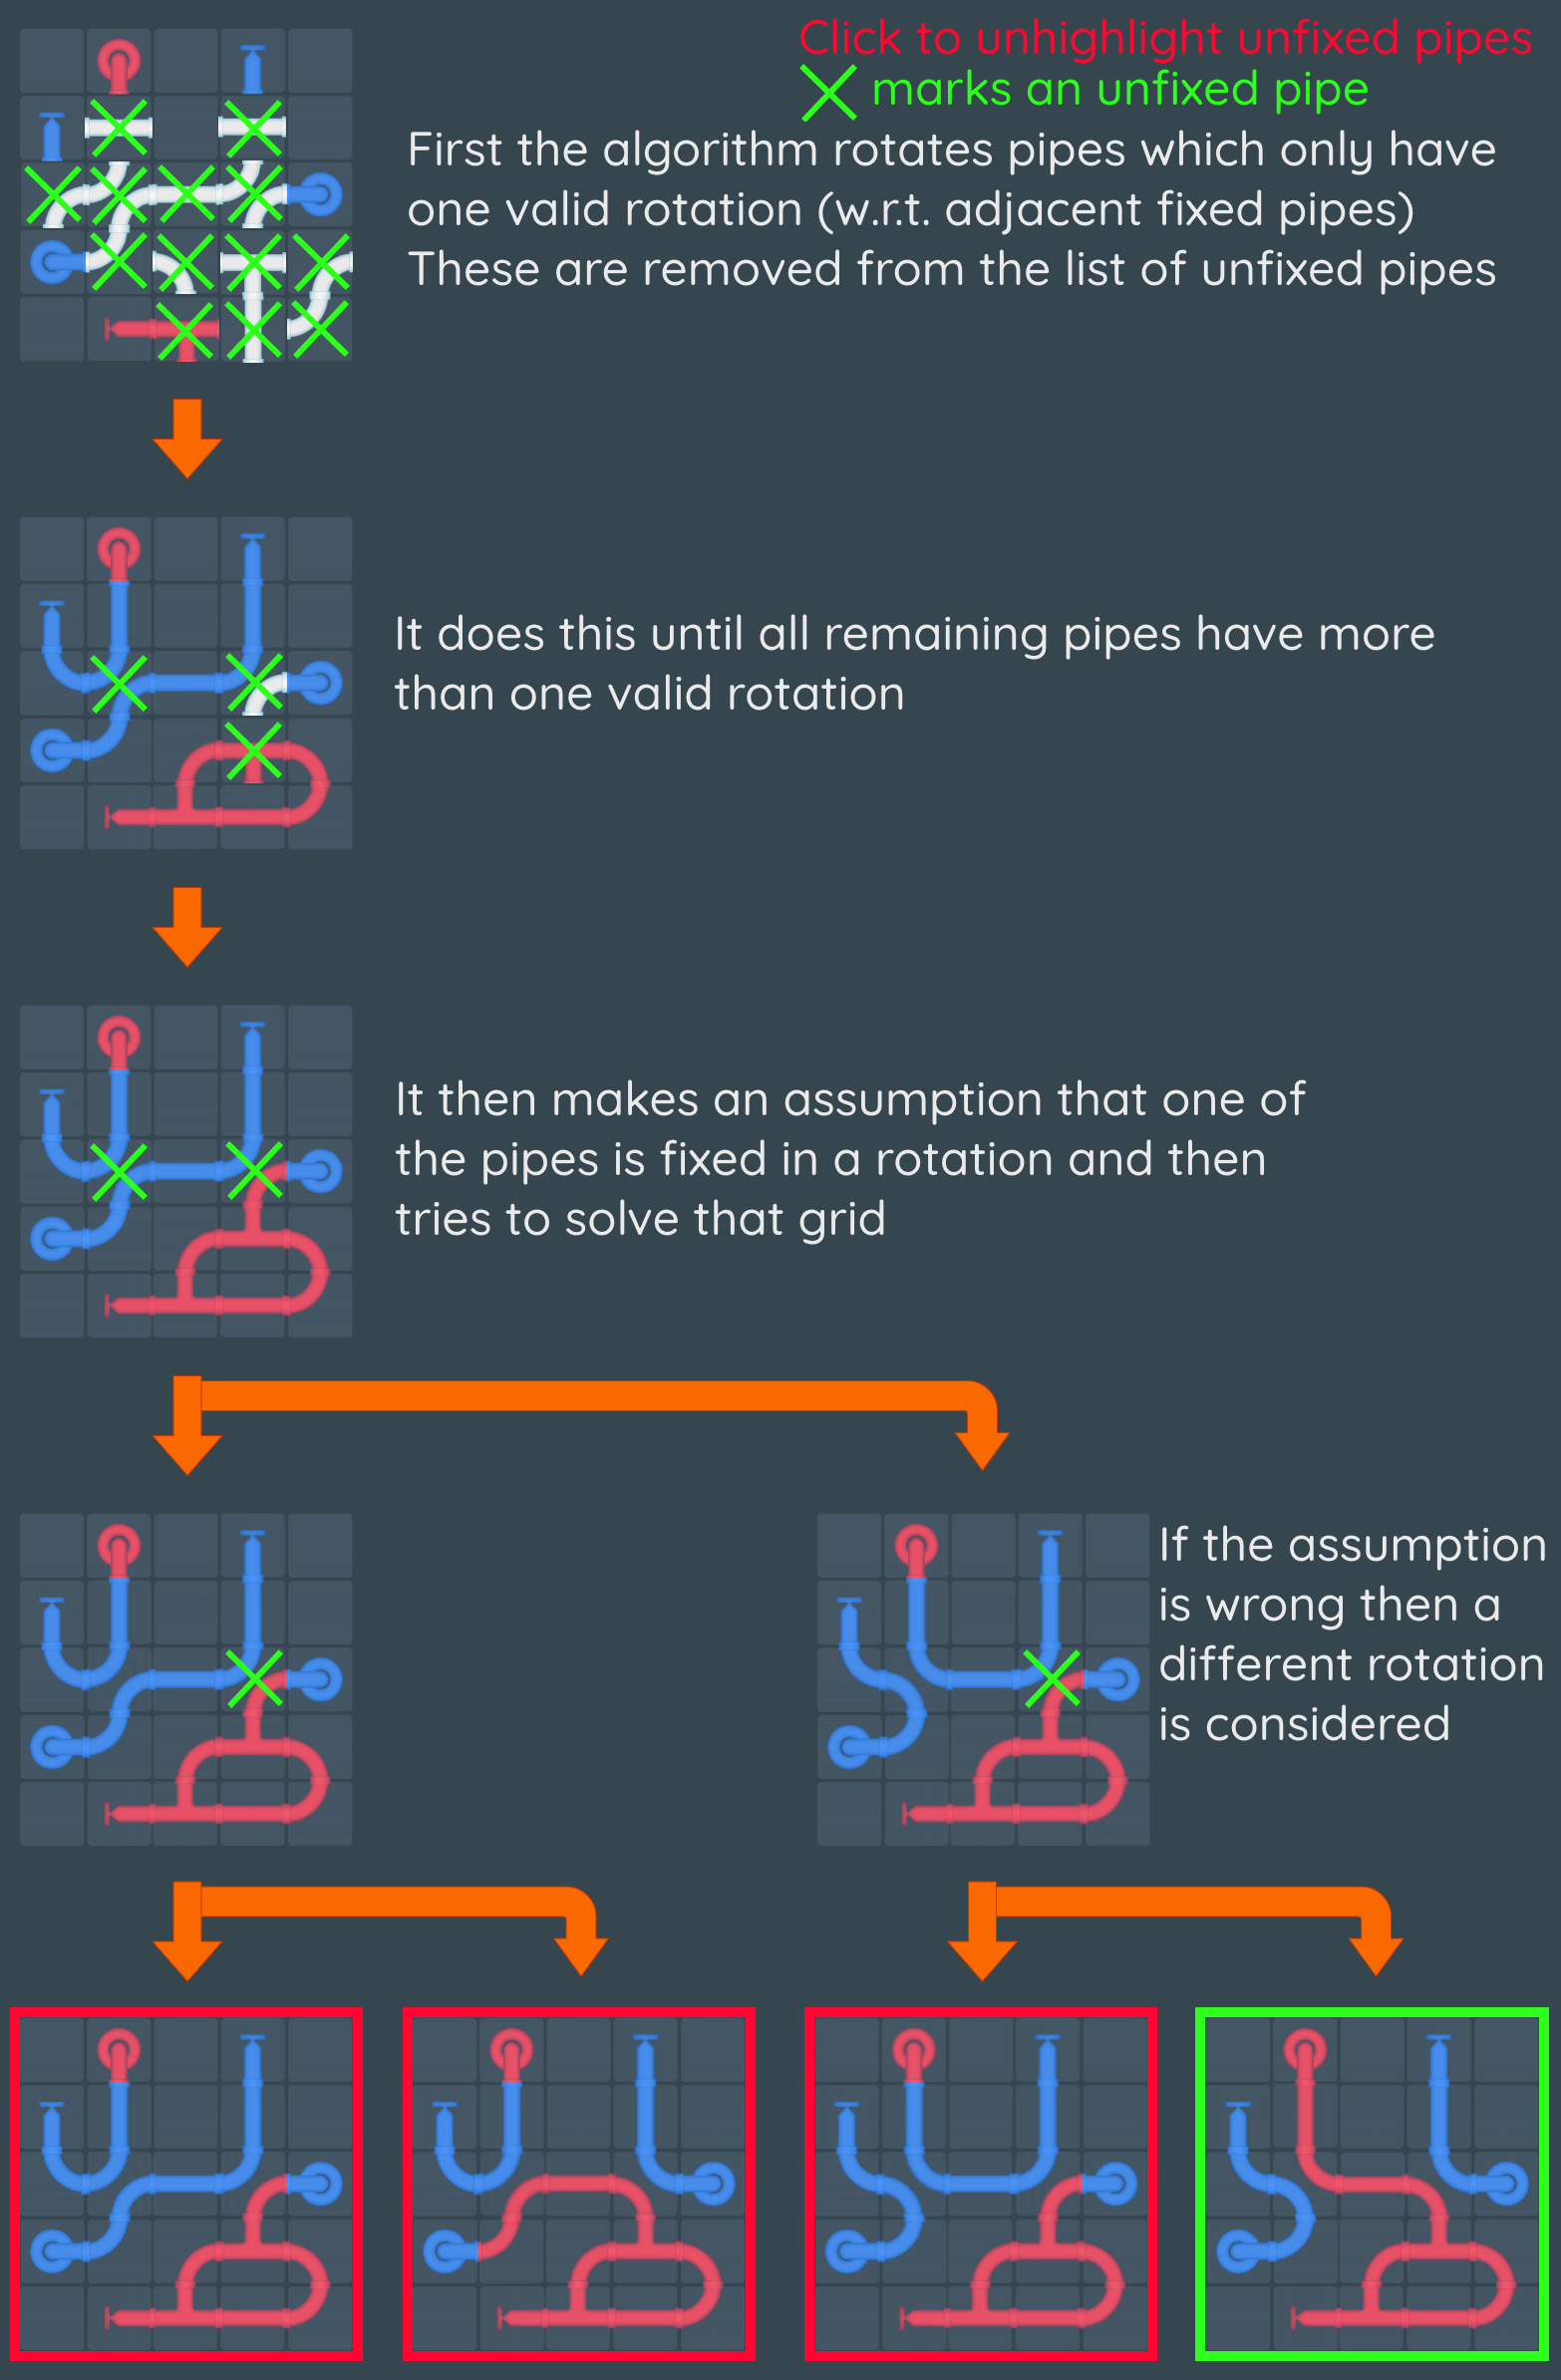 Click to unhighlight unfixed pipes
marks an unfixed pipe
First the algorithm rotates pipes which only have
one valid rotation (w.r.t. adjacent fixed pipes)
These are removed from the list of unfixed pipes
It does this until all remaining pipes have more
than one valid rotation
It then makes an assumption that one of
the pipes is fixed in a rotation and then
tries to solve that grid
If the assumption
is wrong then a
different rotation
is considered